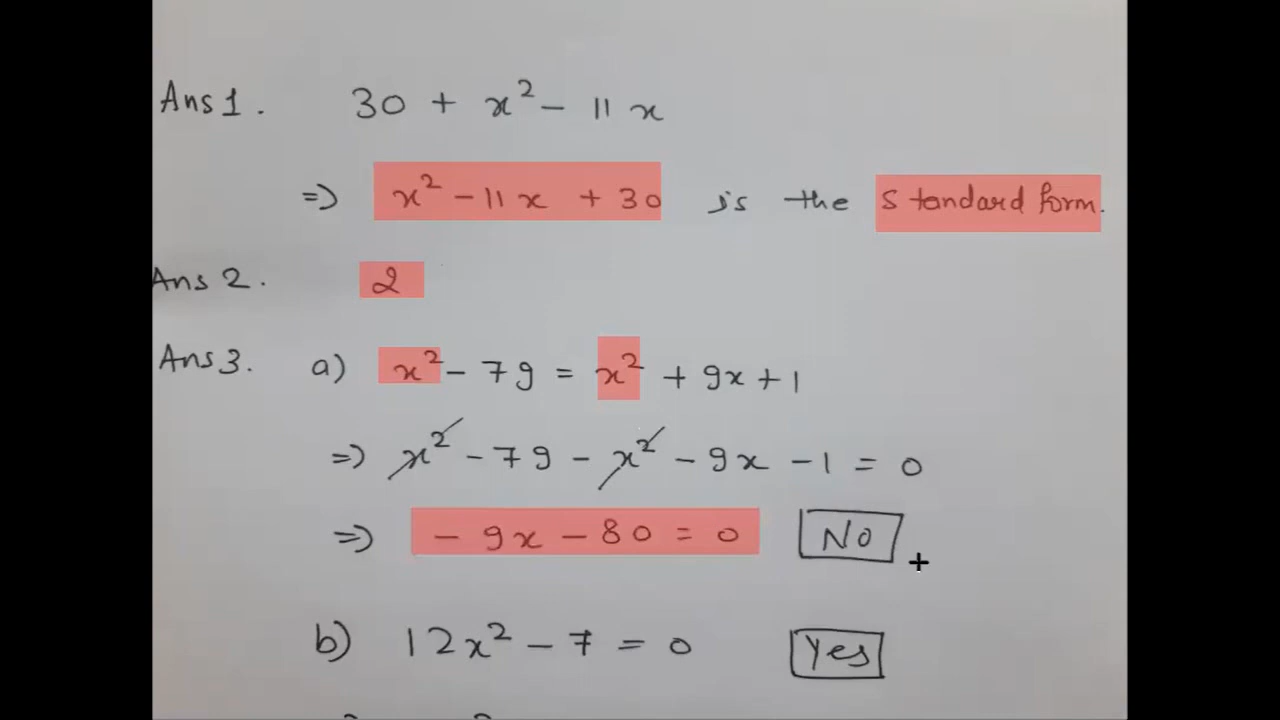 Ans 1. 30 + x² - 11x
=> x² - 11x + 30 is the Standard form.
Ans 2. 2
Ans 3. a) x² - 79 = x² + 9x + 1
=> x² - 79 - x² - 9x - 1 = 0
=> - 9x - 80 = 0 No
b) 12x² - 7 = 0 Yes